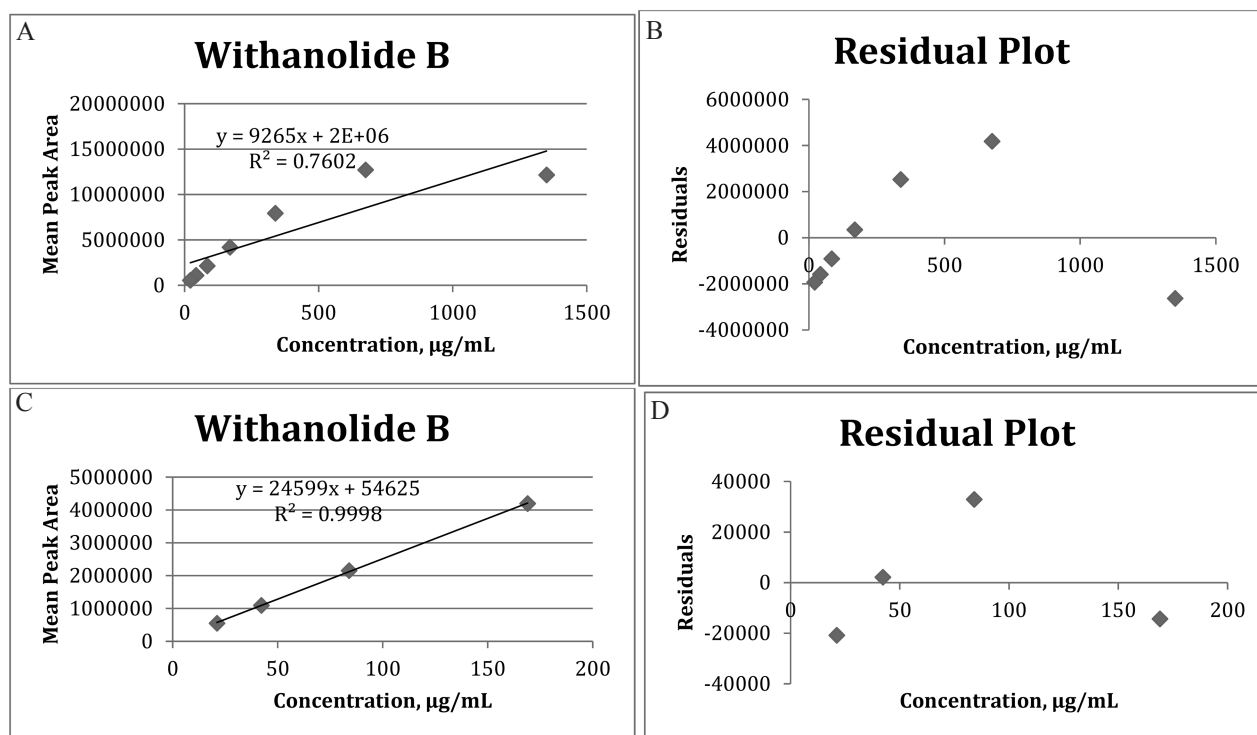 A
Withanolide B
Mean Peak Area
20000000
15000000
10000000
5000000
0
y = 9265x + 2E+06
R² = 0.7602
0 500 1000 1500
Concentration, µg/mL
B
Residual Plot
Residuals
6000000
4000000
2000000
0
-2000000
-4000000
0 500 1000 1500
Concentration, µg/mL
C
Withanolide B
Mean Peak Area
5000000
4000000
3000000
2000000
1000000
0
y = 24599x + 54625
R² = 0.9998
0 50 100 150 200
Concentration, µg/mL
D
Residual Plot
Residuals
40000
20000
0
-20000
-40000
0 50 100 150 200
Concentration, µg/mL